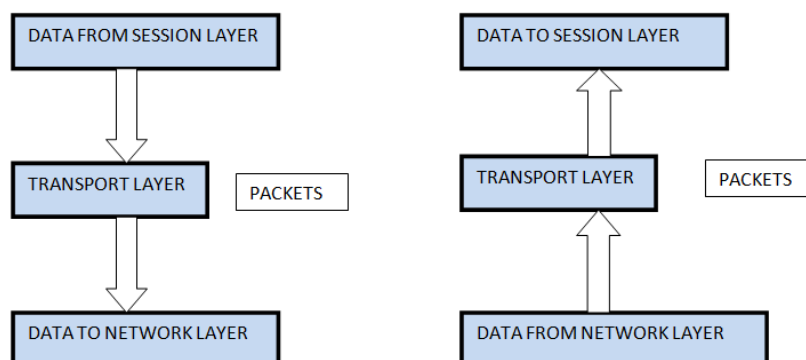 DATA FROM SESSION LAYER
DATA TO SESSION LAYER
TRANSPORT LAYER
PACKETS
TRANSPORT LAYER
PACKETS
DATA TO NETWORK LAYER
DATA FROM NETWORK LAYER